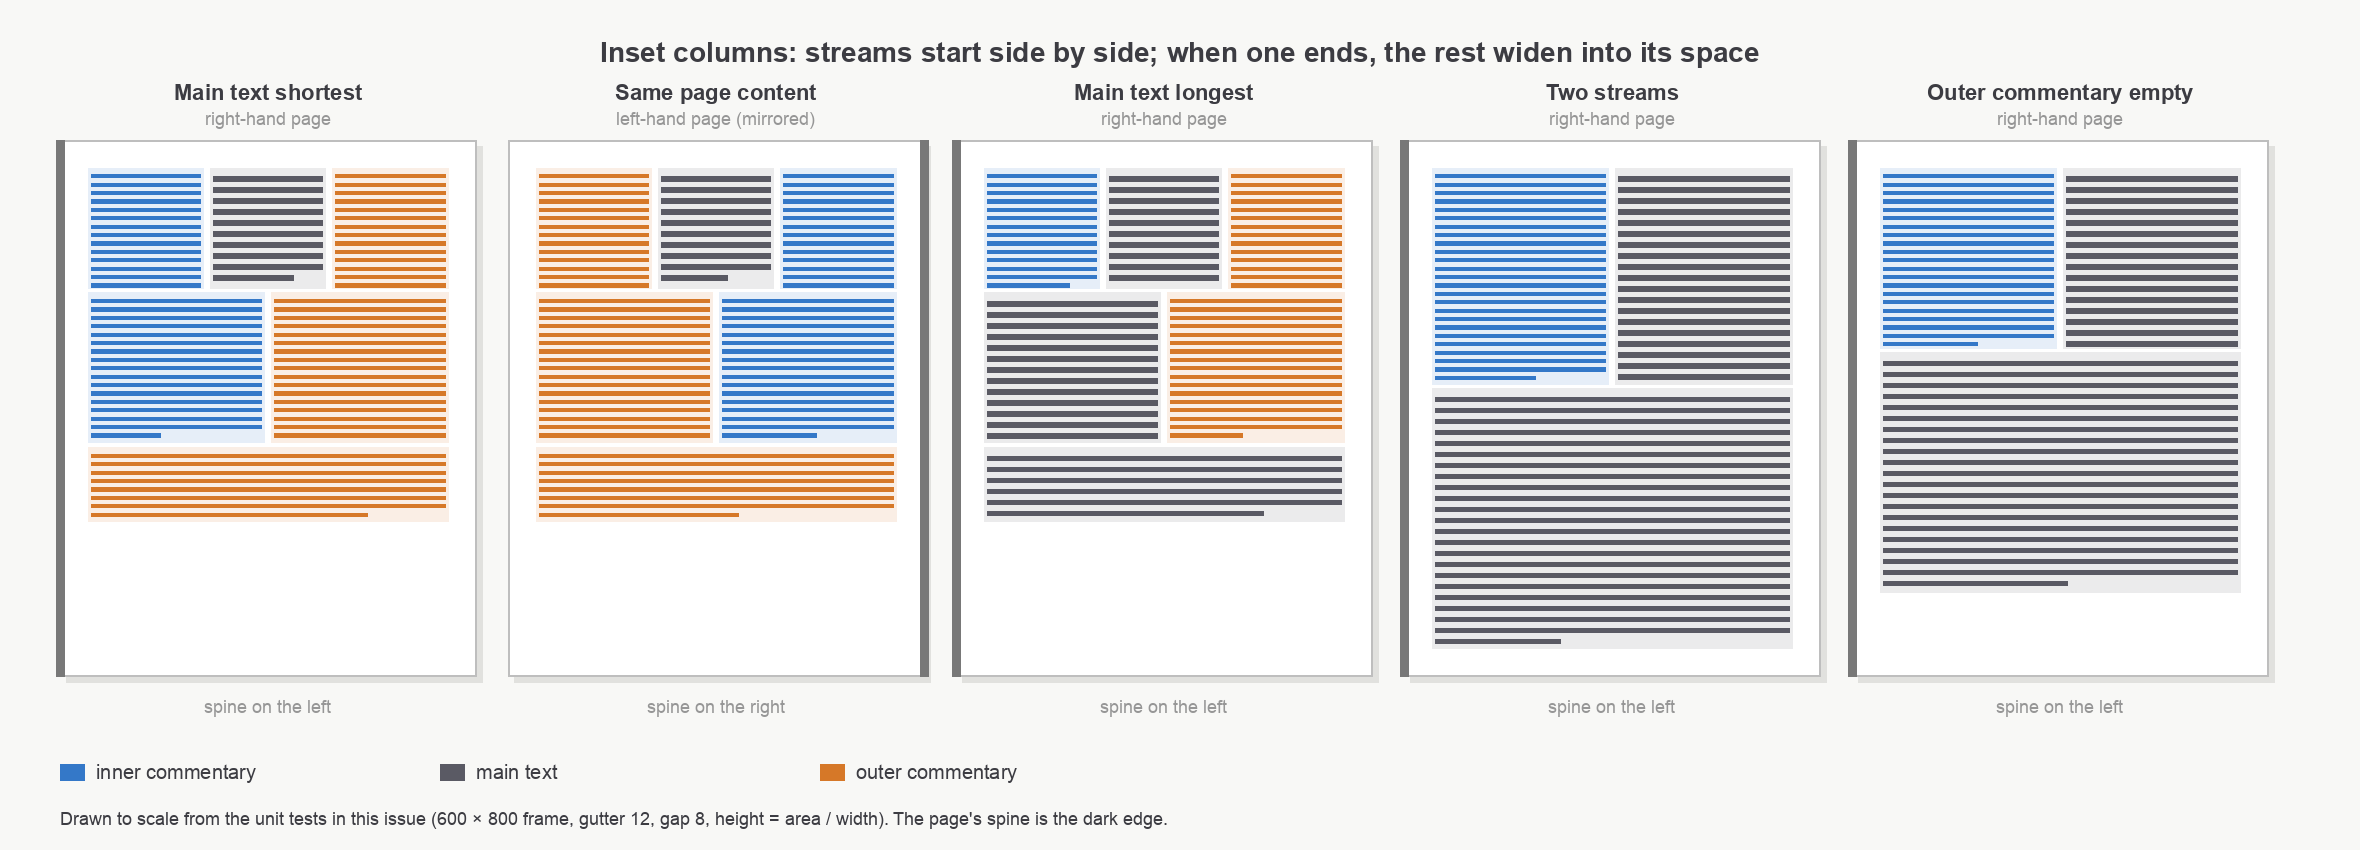 Inset columns: streams start side by side; when one ends, the rest widen into its space
Main text shortest
right-hand page
spine on the left
Same page content
left-hand page (mirrored)
spine on the right
Main text longest
right-hand page
spine on the left
Two streams
right-hand page
spine on the left
Outer commentary empty
right-hand page
spine on the left
inner commentary
main text
outer commentary
Drawn to scale from the unit tests in this issue (600 × 800 frame, gutter 12, gap 8, height = area / width). The page's spine is the dark edge.